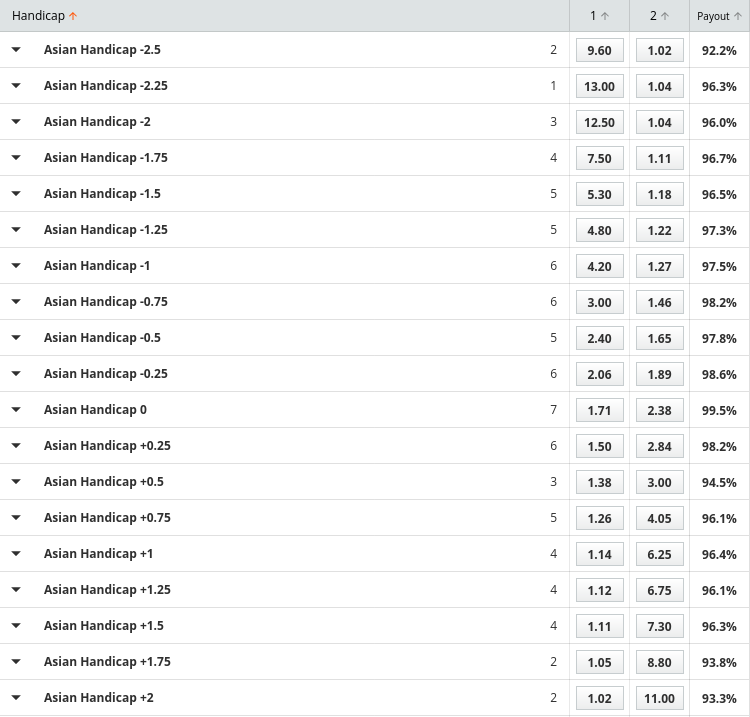 Handicap 1 2 Payout
Asian Handicap -2.5 2 9.60 1.02 92.2%
Asian Handicap -2.25 1 13.00 1.04 96.3%
Asian Handicap -2 3 12.50 1.04 96.0%
Asian Handicap -1.75 4 7.50 1.11 96.7%
Asian Handicap -1.5 5 5.30 1.18 96.5%
Asian Handicap -1.25 5 4.80 1.22 97.3%
Asian Handicap -1 6 4.20 1.27 97.5%
Asian Handicap -0.75 6 3.00 1.46 98.2%
Asian Handicap -0.5 5 2.40 1.65 97.8%
Asian Handicap -0.25 6 2.06 1.89 98.6%
Asian Handicap 0 7 1.71 2.38 99.5%
Asian Handicap +0.25 6 1.50 2.84 98.2%
Asian Handicap +0.5 3 1.38 3.00 94.5%
Asian Handicap +0.75 5 1.26 4.05 96.1%
Asian Handicap +1 4 1.14 6.25 96.4%
Asian Handicap +1.25 4 1.12 6.75 96.1%
Asian Handicap +1.5 4 1.11 7.30 96.3%
Asian Handicap +1.75 2 1.05 8.80 93.8%
Asian Handicap +2 2 1.02 11.00 93.3%